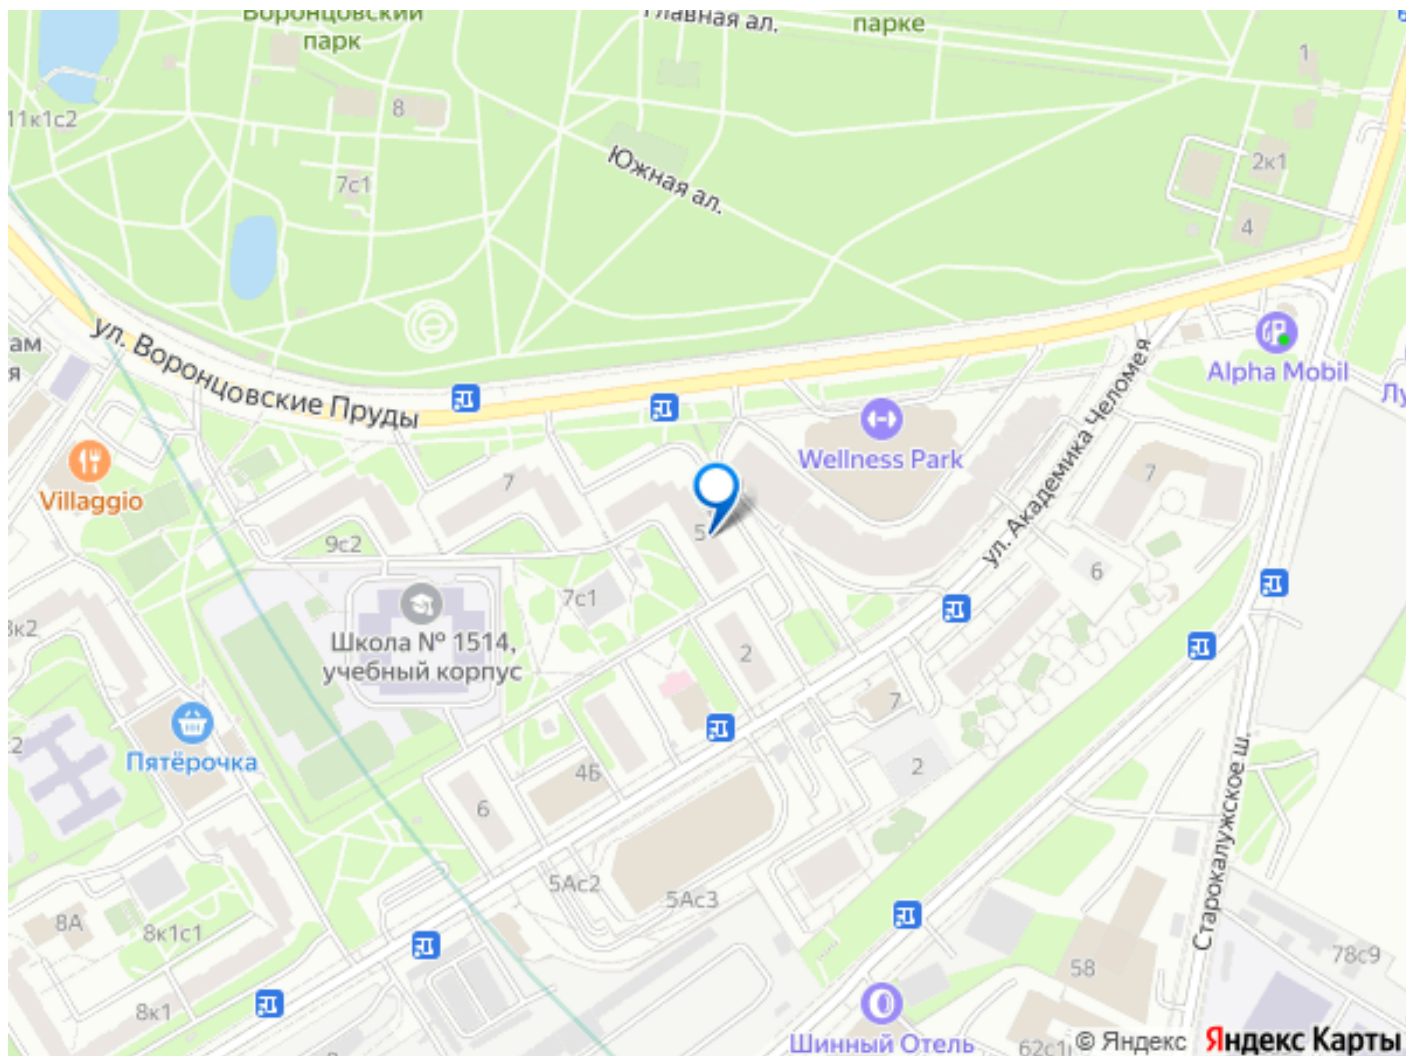 Воронцовский
парк
Главная ал.
парке
1
8
11к1с2
Южная ал.
2к1
7с1
4
ам
я
ул. Воронцовские Пруды
Alpha Mobil
ул. Академика Челомея
Wellness Park
Villaggio
7
7
5
9с2
6
7с1
Школа № 1514,
учебный корпус
2
7
Пятёрочка
2
4Б
6
5Ас2
5Ас3
Старокалужское ш.
8А
8к1с1
78с9
58
8к1
Шинный Отель
© Яндекс
Яндекс Карты